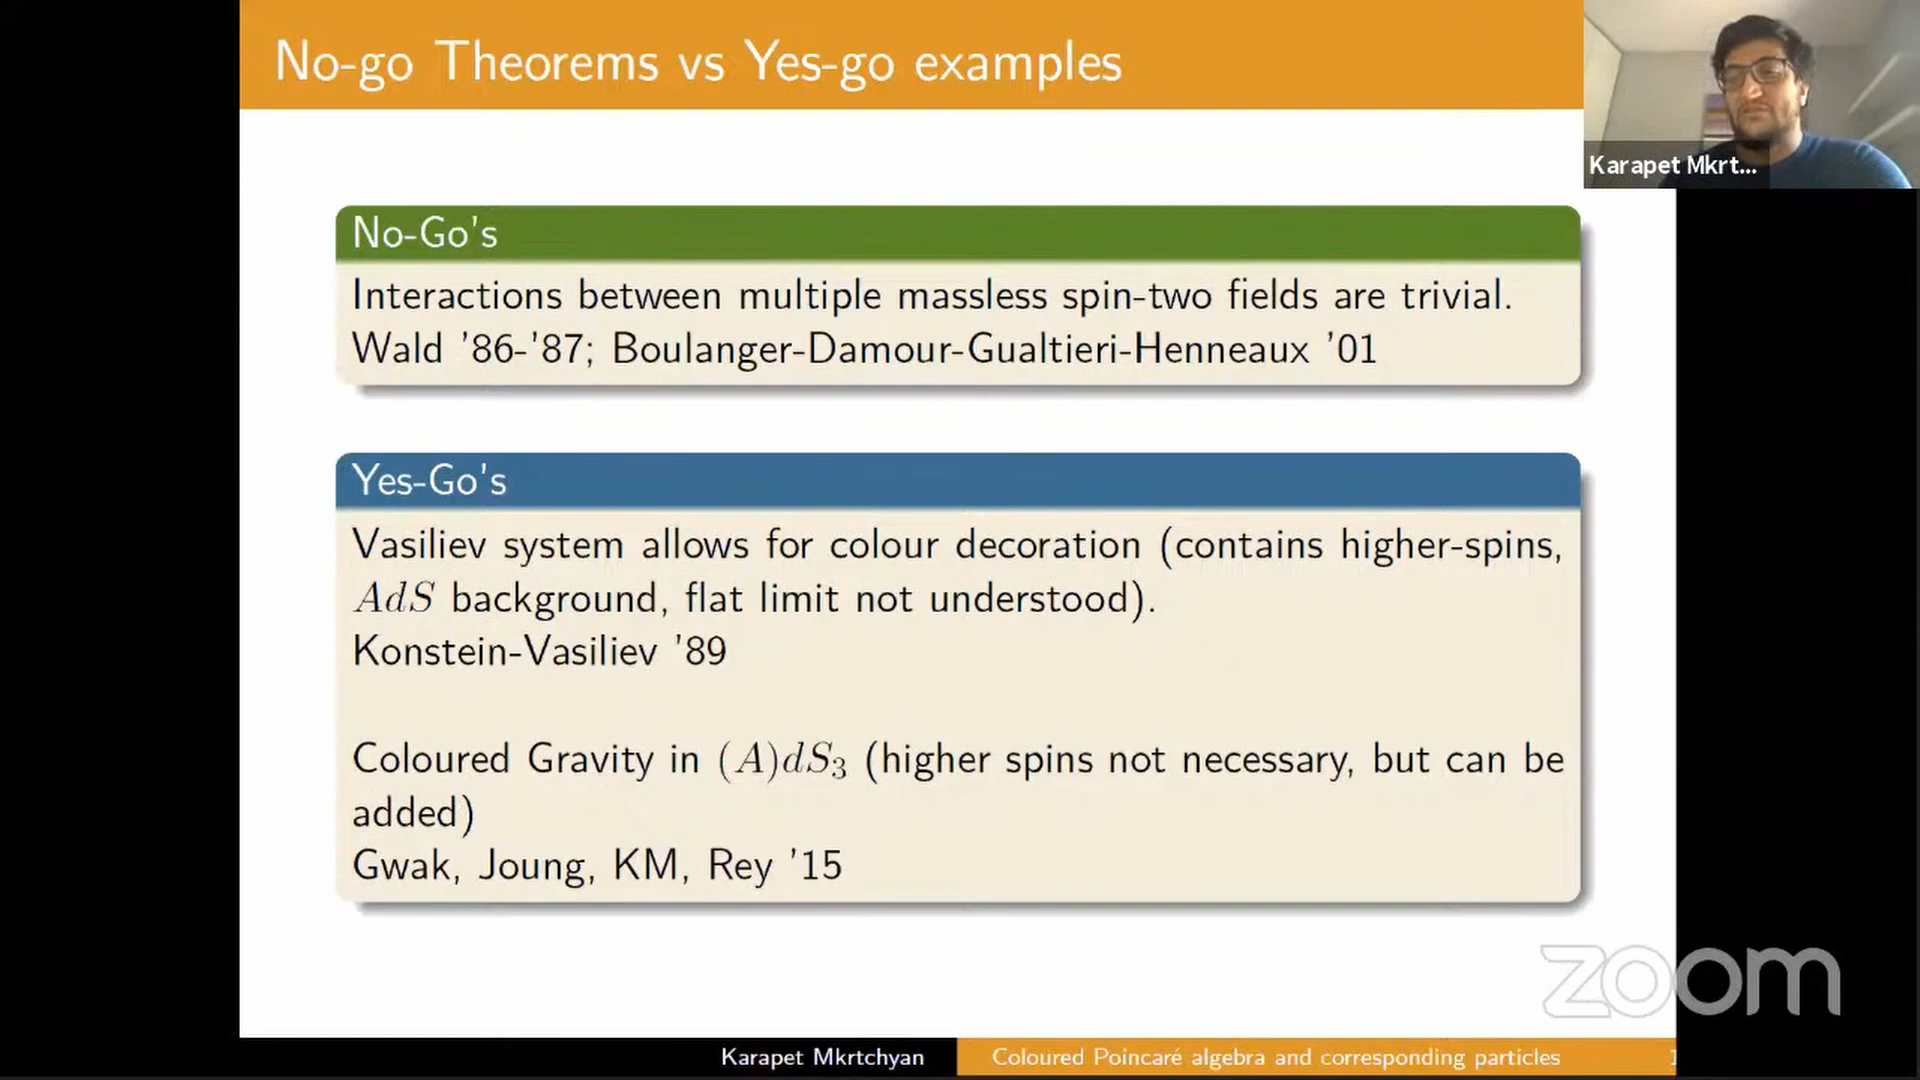 No-go Theorems vs Yes-go examples
Karapet Mkrt...
No-Go's
Interactions between multiple massless spin-two fields are trivial.
Wald '86-'87; Boulanger-Damour-Gualtieri-Henneaux '01
Yes-Go's
Vasiliev system allows for colour decoration (contains higher-spins,
AdS background, flat limit not understood).
Konstein-Vasiliev '89
Coloured Gravity in (A)dS₃ (higher spins not necessary, but can be
added)
Gwak, Joung, KM, Rey '15
zoom
Karapet Mkrtchyan
Coloured Poincaré algebra and corresponding particles